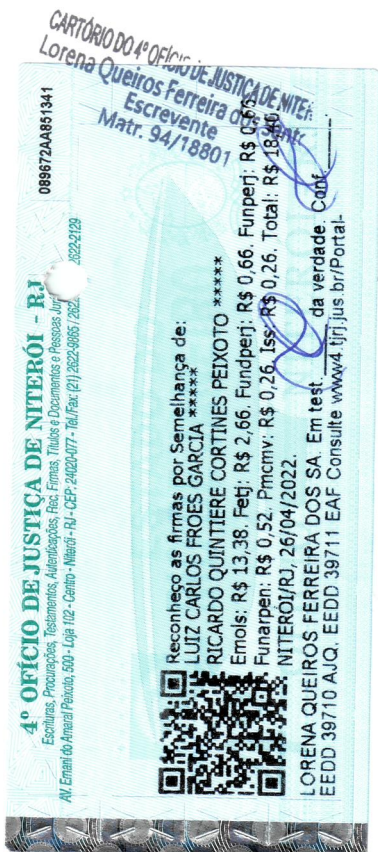 CARTÓRIO DO 4º OFÍCIO DE JUSTIÇA DE NITE
Lorena Queiros Ferreira dos
Escrevente
Matr. 94/18801
089672AA851341
4º OFÍCIO DE JUSTIÇA DE NITERÓI - RJ
Escrituras, Procurações, Testamentos, Autenticações, Rec. Firmas, Títulos e Documentos e Pessoas Jur
AV. Ernani do Amaral Peixoto, 500 - Loja 102 - Centro - Niterói - RJ - CEP: 24020-077 - Tel./Fax: (21) 2622-9865 / 262 2622-2129
Reconheço as firmas por Semelhança de:
LUIZ CARLOS FROES GARCIA *****
RICARDO QUINTIERE CORTINES PEIXOTO *****
Emols: R$ 13,38. Fetj: R$ 2,66. Fundperj: R$ 0,66. Funperj: R$ 0,66.
Funarpen: R$ 0,52. Pmcmv: R$ 0,26. Iss: R$ 0,26. Total: R$ 18,40
NITERÓI/RJ, 26/04/2022.
LORENA QUEIROS FERREIRA DOS SA. Em test. da verdade. Conf.
EEDD 39710 AJQ. EEDD 39711 EAF Consulte www4.tjrj.jus.br/Portal-